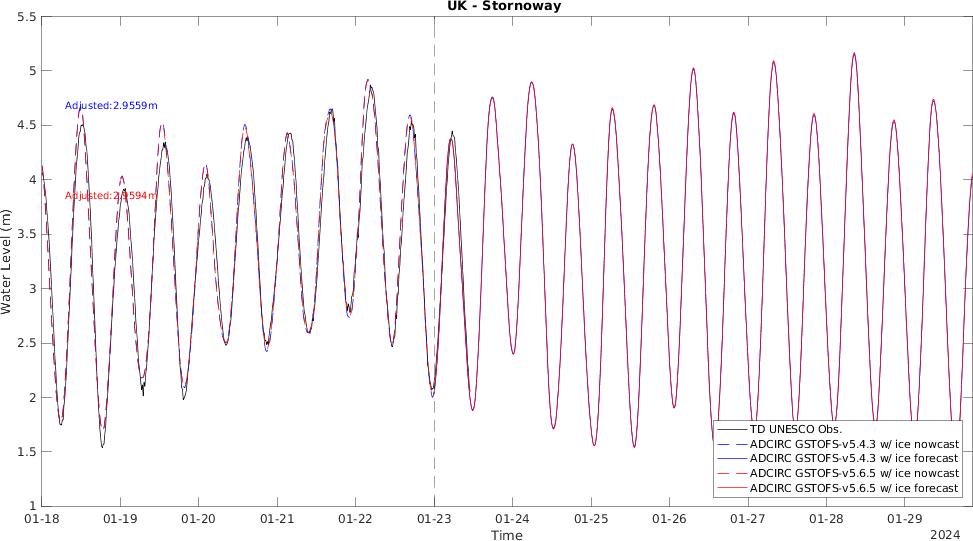 UK - Stornoway
5.5
5
4.5
4
3.5
3
2.5
2
1.5
1
Water Level (m)
Adjusted:2.9559m
Adjusted:2.9594m
TD UNESCO Obs.
ADCIRC GSTOFS-v5.4.3 w/ ice nowcast
ADCIRC GSTOFS-v5.4.3 w/ ice forecast
ADCIRC GSTOFS-v5.6.5 w/ ice nowcast
ADCIRC GSTOFS-v5.6.5 w/ ice forecast
01-18 01-19 01-20 01-21 01-22 01-23 01-24 01-25 01-26 01-27 01-28 01-29
Time
2024